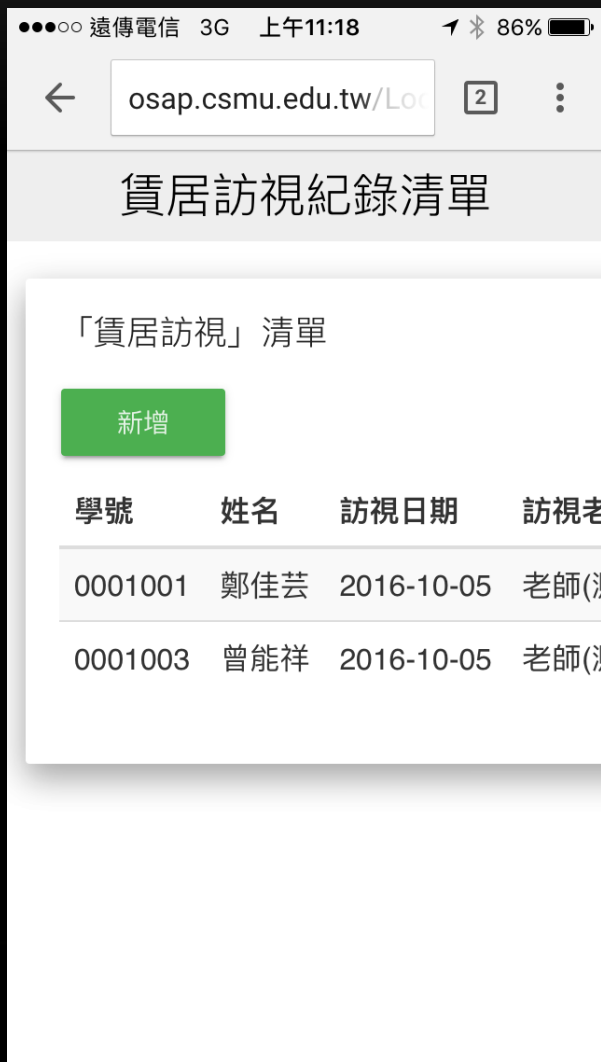 遠傳電信 3G 上午11:18 86%
osap.csmu.edu.tw/Loc 2
賃居訪視紀錄清單
「賃居訪視」清單
新增
學號 姓名 訪視日期 訪視老
0001001 鄭佳芸 2016-10-05 老師(測
0001003 曾能祥 2016-10-05 老師(測